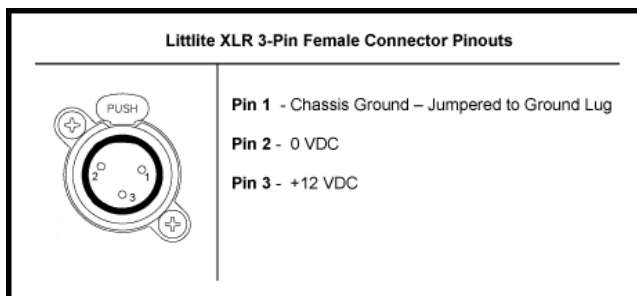 Littlite XLR 3-Pin Female Connector Pinouts
PUSH
2
1
3
Pin 1 - Chassis Ground – Jumpered to Ground Lug
Pin 2 - 0 VDC
Pin 3 - +12 VDC